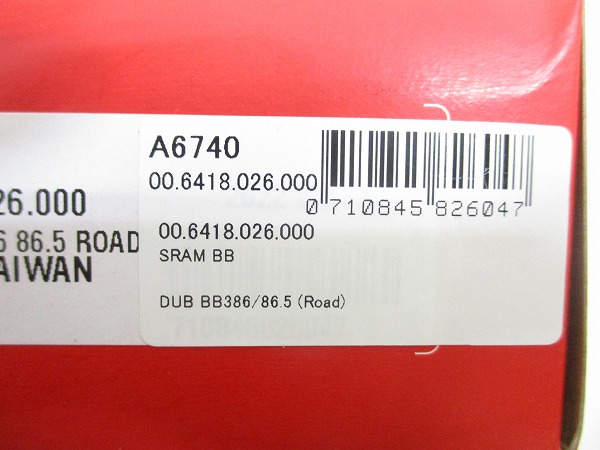 A6740
00.6418.026.000
0 710845 826047
00.6418.026.000
SRAM BB
DUB BB386/86.5 (Road)
26.000
6 86.5 ROAD
AIWAN